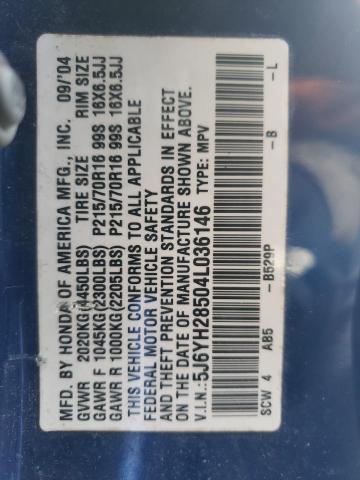 MFD. BY HONDA OF AMERICA MFG., INC. 09/'04
GVWR 2020KG(4450LBS) TIRE SIZE RIM SIZE
GAWR F 1045KG(2300LBS) P215/70R16 99S 16X6.5JJ
GAWR R 1000KG(2205LBS) P215/70R16 99S 16X6.5JJ
THIS VEHICLE CONFORMS TO ALL APPLICABLE
FEDERAL MOTOR VEHICLE SAFETY
AND THEFT PREVENTION STANDARDS IN EFFECT
ON THE DATE OF MANUFACTURE SHOWN ABOVE.
V.I.N.: 5J6YH28504L036146 TYPE: MPV
SCW 4 AB5 -B529P -B -L